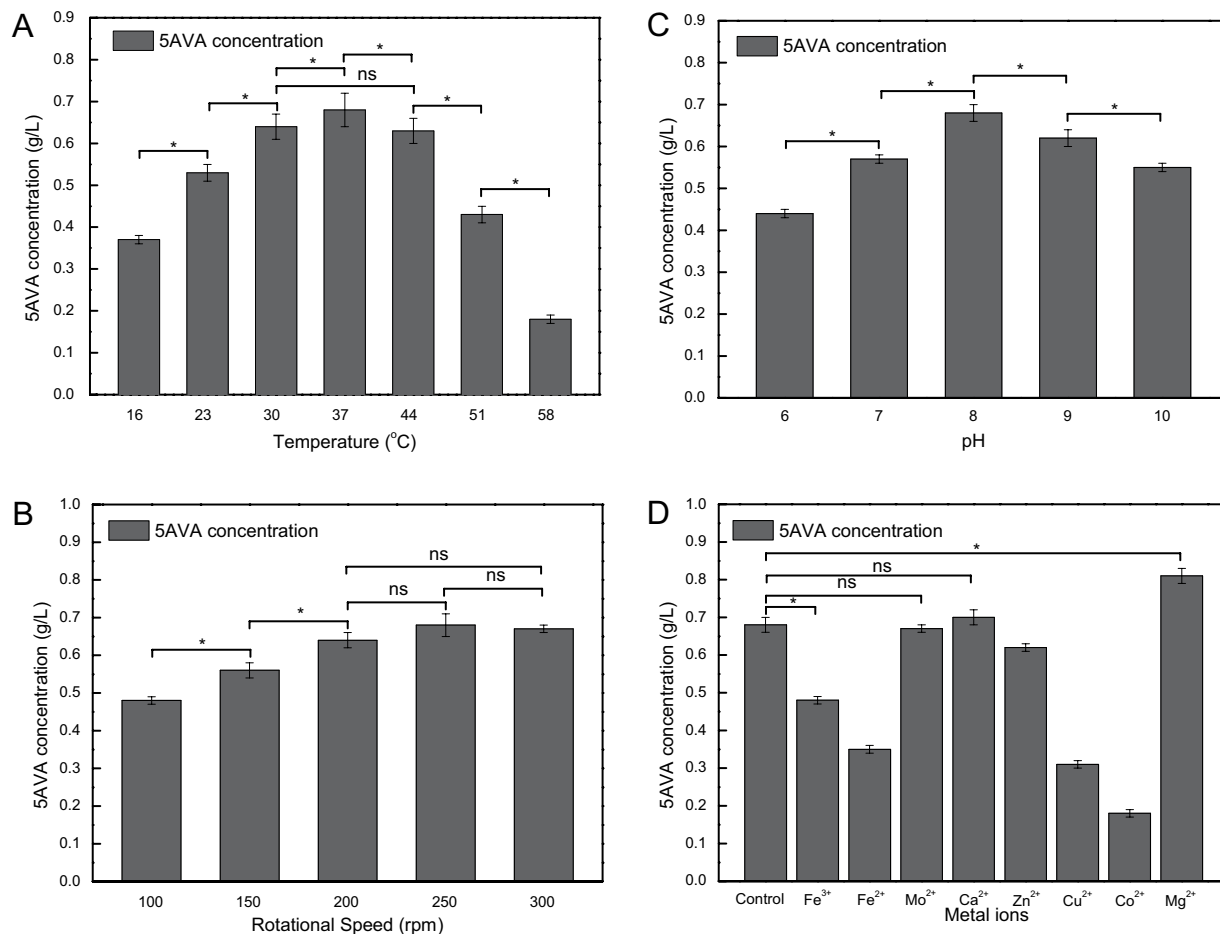 A
5AVA concentration
0.9
0.8
0.7
0.6
0.5
0.4
0.3
0.2
0.1
0.0
5AVA concentration (g/L)
*
*
*
*
ns
*
*
16 23 30 37 44 51 58
Temperature (°C)
C
5AVA concentration
0.9
0.8
0.7
0.6
0.5
0.4
0.3
0.2
0.1
0.0
5AVA concentration (g/L)
*
*
*
*
6 7 8 9 10
pH
B
5AVA concentration
1.0
0.9
0.8
0.7
0.6
0.5
0.4
0.3
0.2
0.1
0.0
5AVA concentration (g/L)
*
*
ns
ns
ns
100 150 200 250 300
Rotational Speed (rpm)
D
5AVA concentration
1.0
0.9
0.8
0.7
0.6
0.5
0.4
0.3
0.2
0.1
0.0
5AVA concentration (g/L)
*
ns
ns
*
Control Fe³⁺ Fe²⁺ Mo²⁺ Ca²⁺ Zn²⁺ Cu²⁺ Co²⁺ Mg²⁺
Metal ions